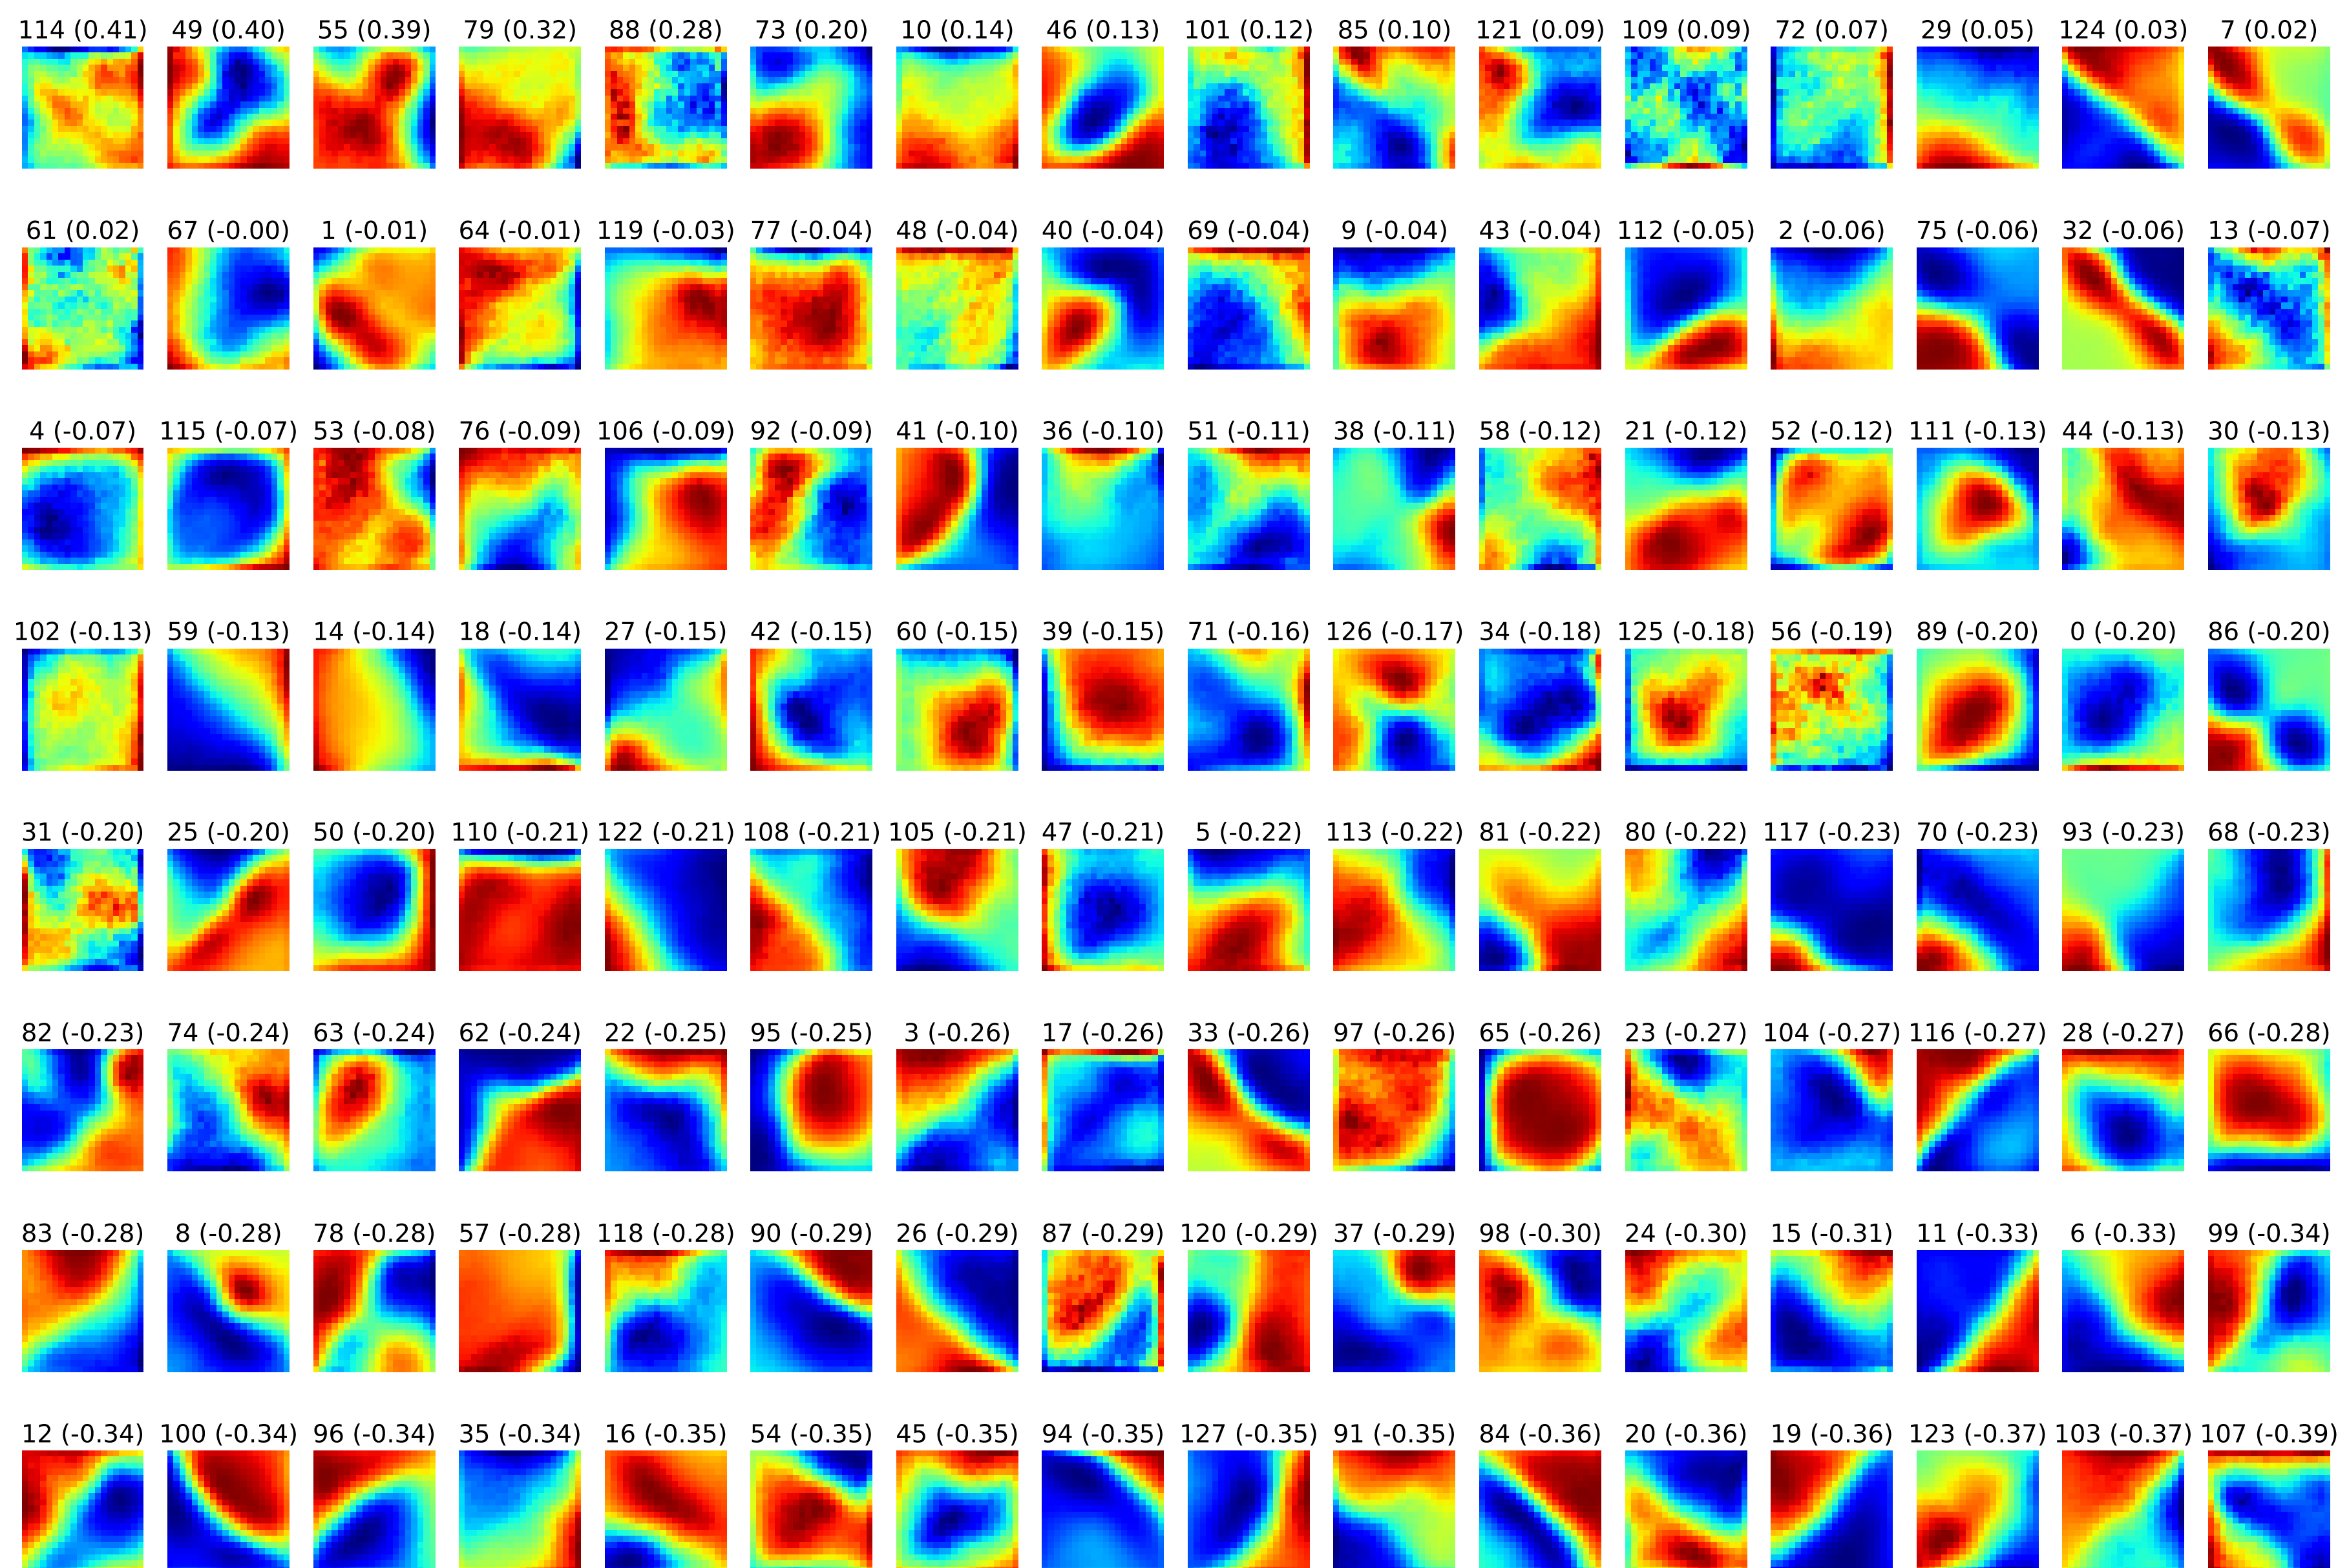 114 (0.41) 49 (0.40) 55 (0.39) 79 (0.32) 88 (0.28) 73 (0.20) 10 (0.14) 46 (0.13) 101 (0.12) 85 (0.10) 121 (0.09) 109 (0.09) 72 (0.07) 29 (0.05) 124 (0.03) 7 (0.02)
61 (0.02) 67 (-0.00) 1 (-0.01) 64 (-0.01) 119 (-0.03) 77 (-0.04) 48 (-0.04) 40 (-0.04) 69 (-0.04) 9 (-0.04) 43 (-0.04) 112 (-0.05) 2 (-0.06) 75 (-0.06) 32 (-0.06) 13 (-0.07)
4 (-0.07) 115 (-0.07) 53 (-0.08) 76 (-0.09) 106 (-0.09) 92 (-0.09) 41 (-0.10) 36 (-0.10) 51 (-0.11) 38 (-0.11) 58 (-0.12) 21 (-0.12) 52 (-0.12) 111 (-0.13) 44 (-0.13) 30 (-0.13)
102 (-0.13) 59 (-0.13) 14 (-0.14) 18 (-0.14) 27 (-0.15) 42 (-0.15) 60 (-0.15) 39 (-0.15) 71 (-0.16) 126 (-0.17) 34 (-0.18) 125 (-0.18) 56 (-0.19) 89 (-0.20) 0 (-0.20) 86 (-0.20)
31 (-0.20) 25 (-0.20) 50 (-0.20) 110 (-0.21) 122 (-0.21) 108 (-0.21) 105 (-0.21) 47 (-0.21) 5 (-0.22) 113 (-0.22) 81 (-0.22) 80 (-0.22) 117 (-0.23) 70 (-0.23) 93 (-0.23) 68 (-0.23)
82 (-0.23) 74 (-0.24) 63 (-0.24) 62 (-0.24) 22 (-0.25) 95 (-0.25) 3 (-0.26) 17 (-0.26) 33 (-0.26) 97 (-0.26) 65 (-0.26) 23 (-0.27) 104 (-0.27) 116 (-0.27) 28 (-0.27) 66 (-0.28)
83 (-0.28) 8 (-0.28) 78 (-0.28) 57 (-0.28) 118 (-0.28) 90 (-0.29) 26 (-0.29) 87 (-0.29) 120 (-0.29) 37 (-0.29) 98 (-0.30) 24 (-0.30) 15 (-0.31) 11 (-0.33) 6 (-0.33) 99 (-0.34)
12 (-0.34) 100 (-0.34) 96 (-0.34) 35 (-0.34) 16 (-0.35) 54 (-0.35) 45 (-0.35) 94 (-0.35) 127 (-0.35) 91 (-0.35) 84 (-0.36) 20 (-0.36) 19 (-0.36) 123 (-0.37) 103 (-0.37) 107 (-0.39)